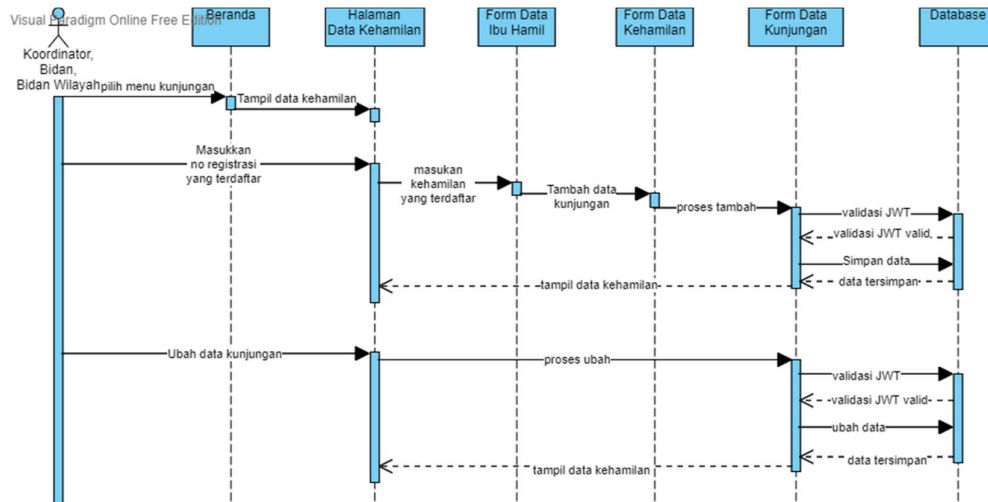 Visual Paradigm Online Free Edition
Beranda
Halaman
Data Kehamilan
Form Data
Ibu Hamil
Form Data
Kehamilan
Form Data
Kunjungan
Database
Koordinator,
Bidan,
Bidan Wilayah
pilih menu kunjungan
Tampil data kehamilan
Masukkan
no registrasi
yang terdaftar
masukan
kehamilan
yang terdaftar
Tambah data
kunjungan
proses tambah
validasi JWT
validasi JWT valid
Simpan data
data tersimpan
tampil data kehamilan
Ubah data kunjungan
proses ubah
validasi JWT
validasi JWT valid
ubah data
data tersimpan
tampil data kehamilan